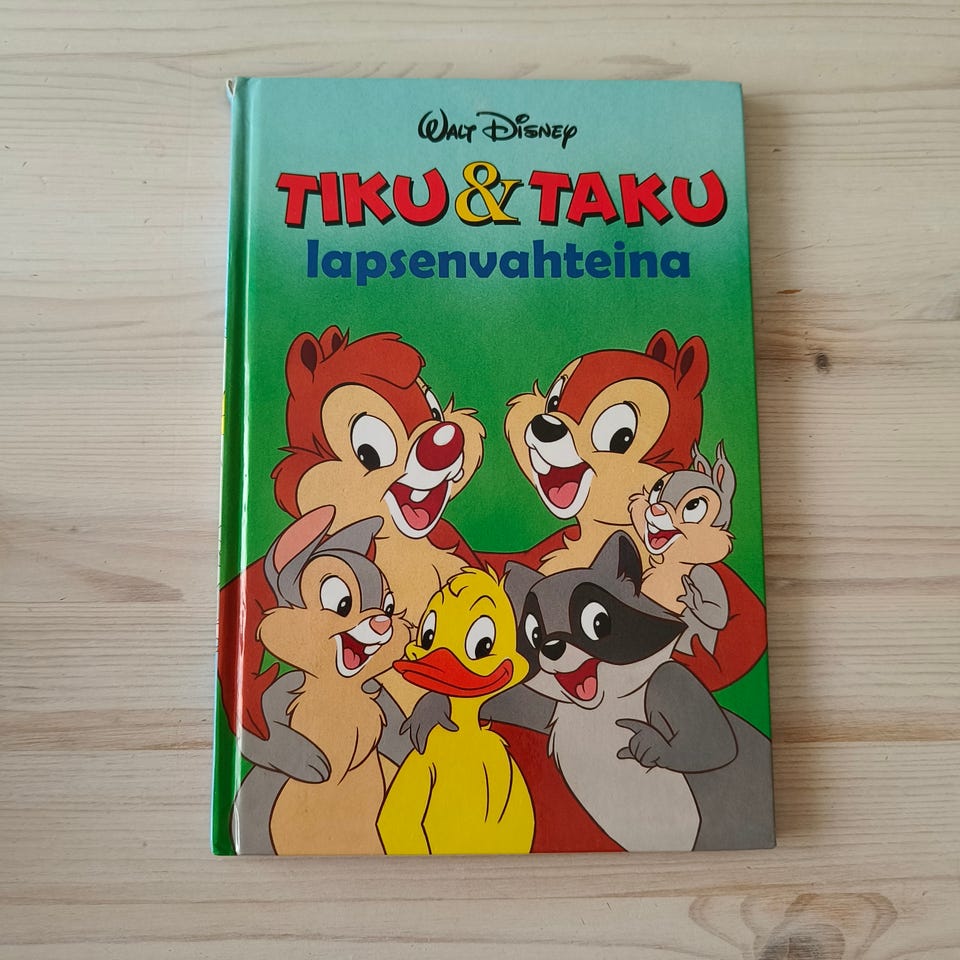 WALT DISNEY
TIKU & TAKU
lapsenvahteina